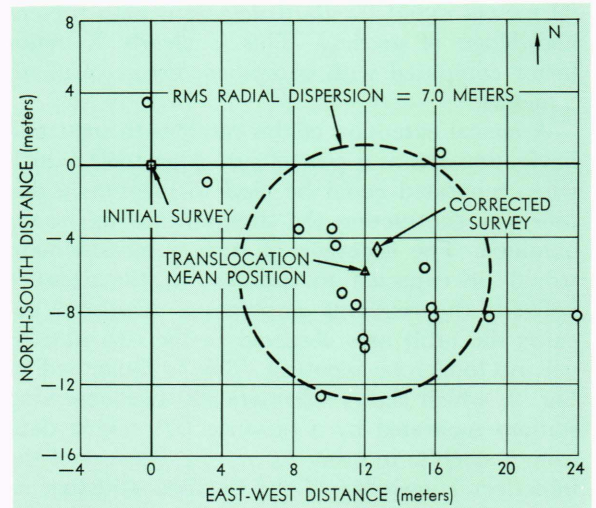 8
N
4
RMS RADIAL DISPERSION = 7.0 METERS
0
INITIAL SURVEY
CORRECTED
SURVEY
−4
TRANSLOCATION
MEAN POSITION
−8
−12
−16
−4 0 4 8 12 16 20 24
NORTH-SOUTH DISTANCE (meters)
EAST-WEST DISTANCE (meters)